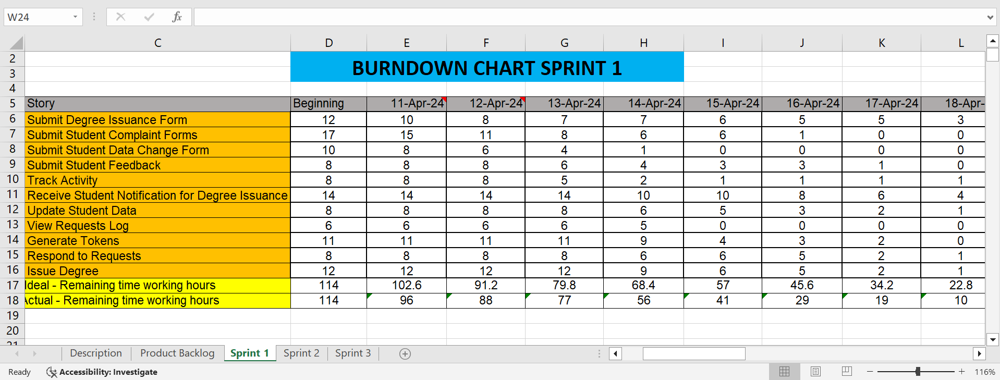 W24 fx
C D E F G H I J K L
2 BURNDOWN CHART SPRINT 1
3
4
5 Story Beginning 11-Apr-24 12-Apr-24 13-Apr-24 14-Apr-24 15-Apr-24 16-Apr-24 17-Apr-24 18-Apr-
6 Submit Degree Issuance Form 12 10 8 7 7 6 5 5 3
7 Submit Student Complaint Forms 17 15 11 8 6 6 1 0 0
8 Submit Student Data Change Form 10 8 6 4 1 0 0 0 0
9 Submit Student Feedback 8 8 8 6 4 3 3 1 0
10 Track Activity 8 8 8 5 2 1 1 1 1
11 Receive Student Notification for Degree Issuance 14 14 14 14 10 10 8 6 4
12 Update Student Data 8 8 8 8 6 5 3 2 1
13 View Requests Log 6 6 6 6 5 0 0 0 0
14 Generate Tokens 11 11 11 11 9 4 3 2 0
15 Respond to Requests 8 8 8 8 6 6 5 2 1
16 Issue Degree 12 12 12 12 9 6 5 2 1
17 Ideal - Remaining time working hours 114 102.6 91.2 79.8 68.4 57 45.6 34.2 22.8
18 Actual - Remaining time working hours 114 96 88 77 56 41 29 19 10
19
20
21
Description Product Backlog Sprint 1 Sprint 2 Sprint 3
Ready Accessibility: Investigate 116%